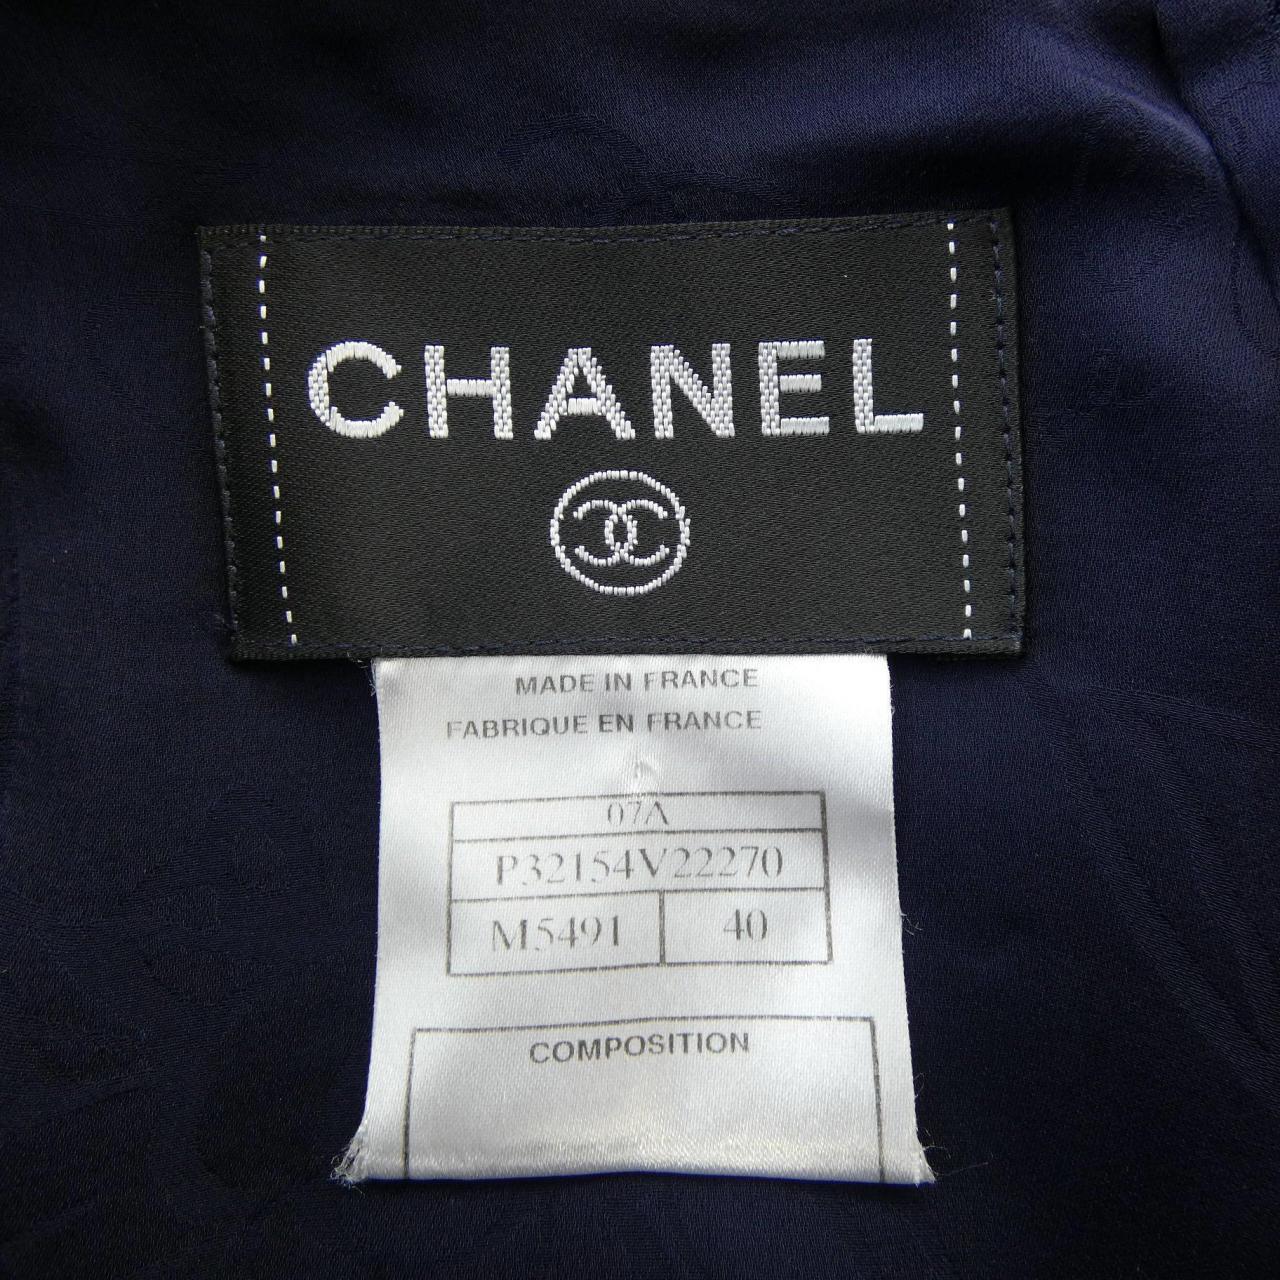 CHANEL
MADE IN FRANCE
FABRIQUE EN FRANCE
07A
P32154V22270
M5491 40
COMPOSITION